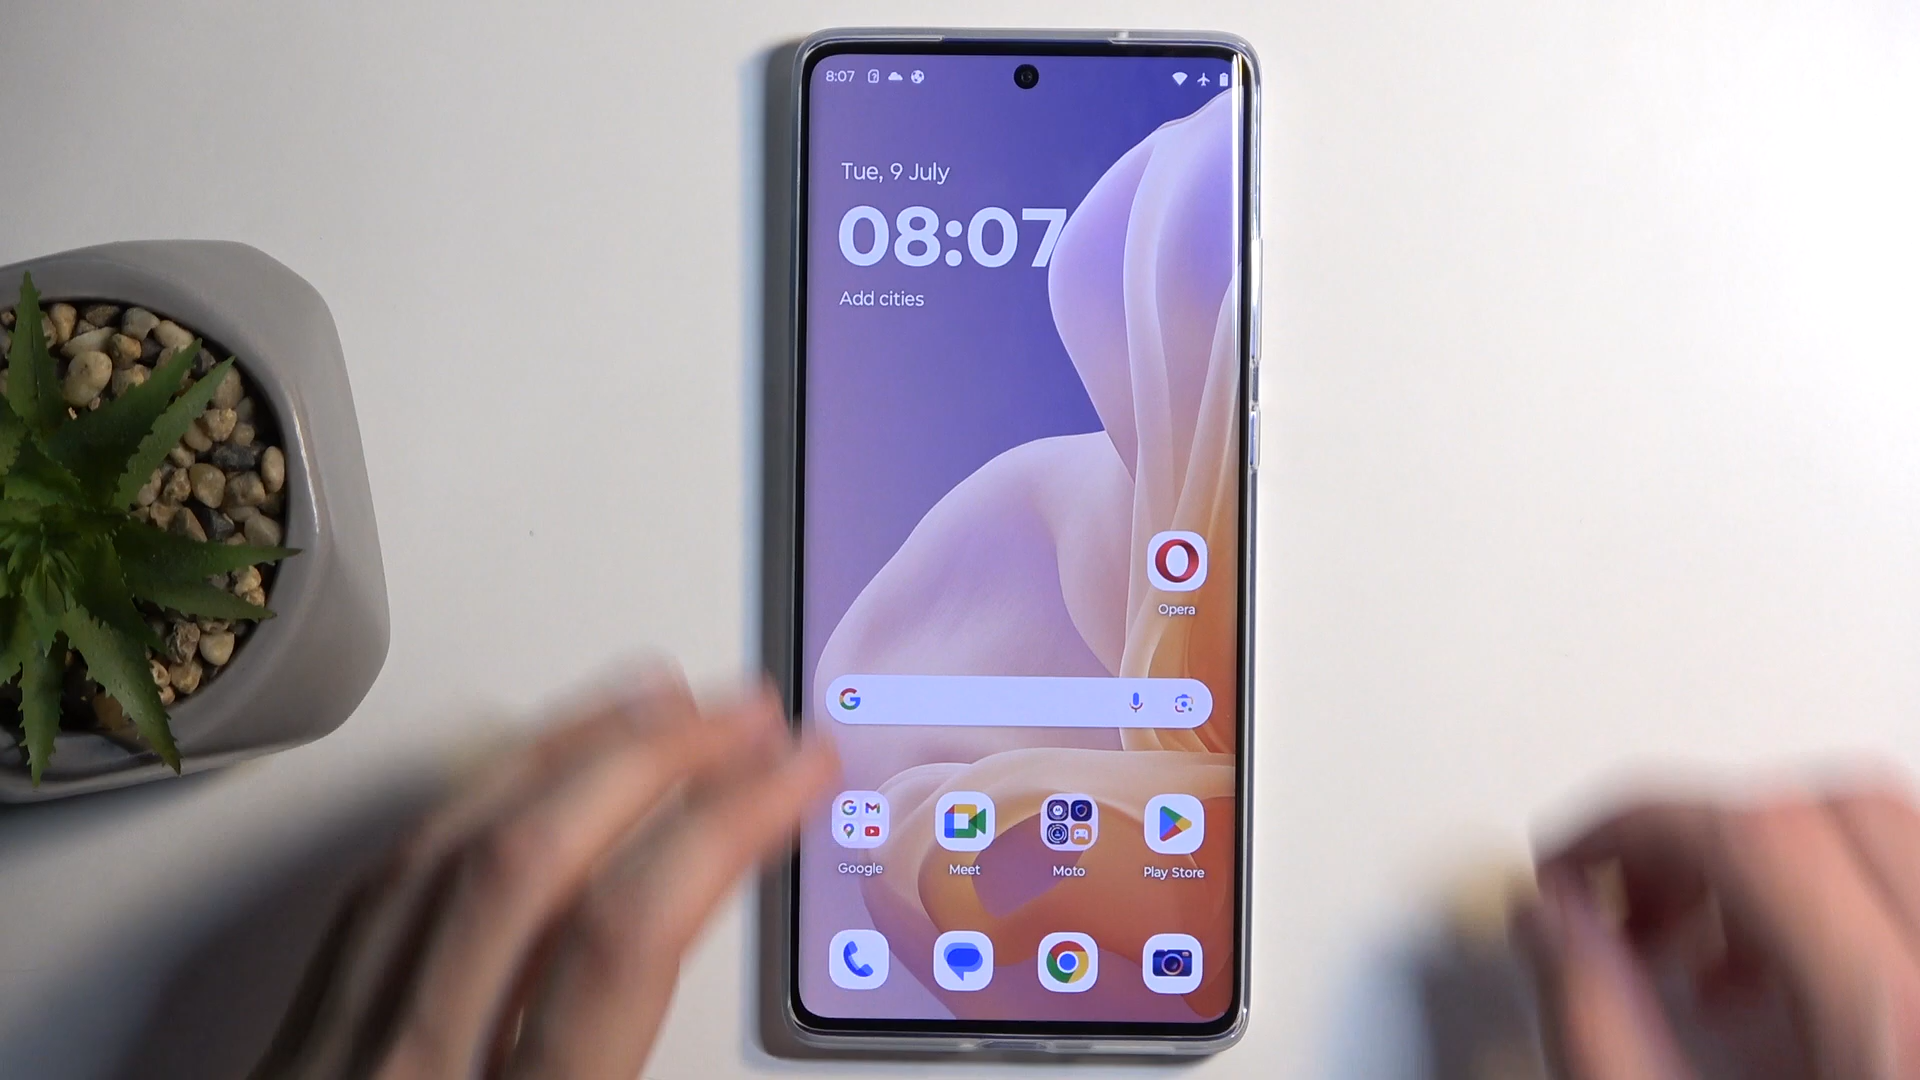 8:07
Tue, 9 July
08:07
Add cities
Opera
Google
Meet
Moto
Play Store